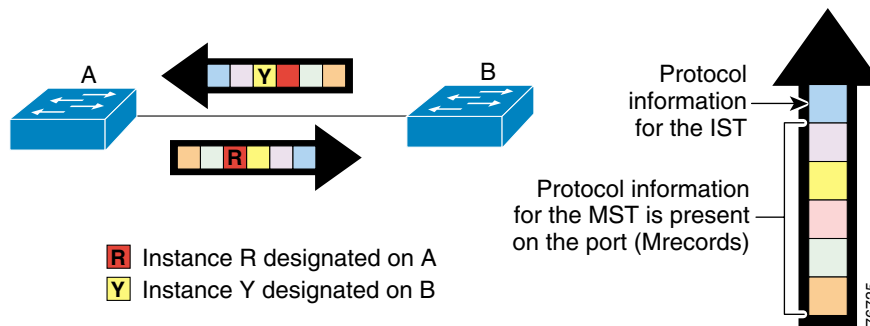 A
B
Y
R
Protocol
information
for the IST
Protocol information
for the MST is present
on the port (Mrecords)
R Instance R designated on A
Y Instance Y designated on B